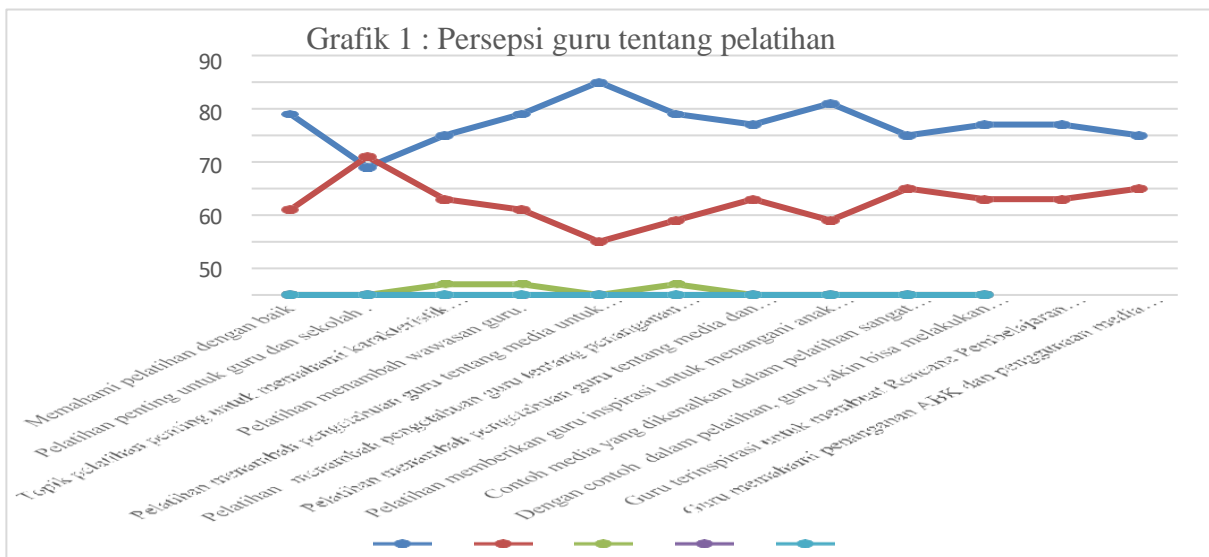 Grafik 1 : Persepsi guru tentang pelatihan
90
80
70
60
50
Memahami pelatihan dengan baik
Pelatihan penting untuk guru dan sekolah .
Topik pelatihan penting untuk memahami karakteristik…
Pelatihan menambah wawasan guru.
Pelatihan menambah pengetahuan guru tentang media untuk…
Pelatihan menambah pengetahuan guru tentang penanganan…
Pelatihan menambah pengetahuan guru tentang media dan…
Pelatihan memberikan guru inspirasi untuk menangani anak…
Contoh media yang dikenalkan dalam pelatihan sangat…
Dengan contoh dalam pelatihan, guru yakin bisa melakukan…
Guru terinspirasi untuk membuat Rencana Pembelajaran…
Guru memahami penanganan ABK dan penggunaan media…